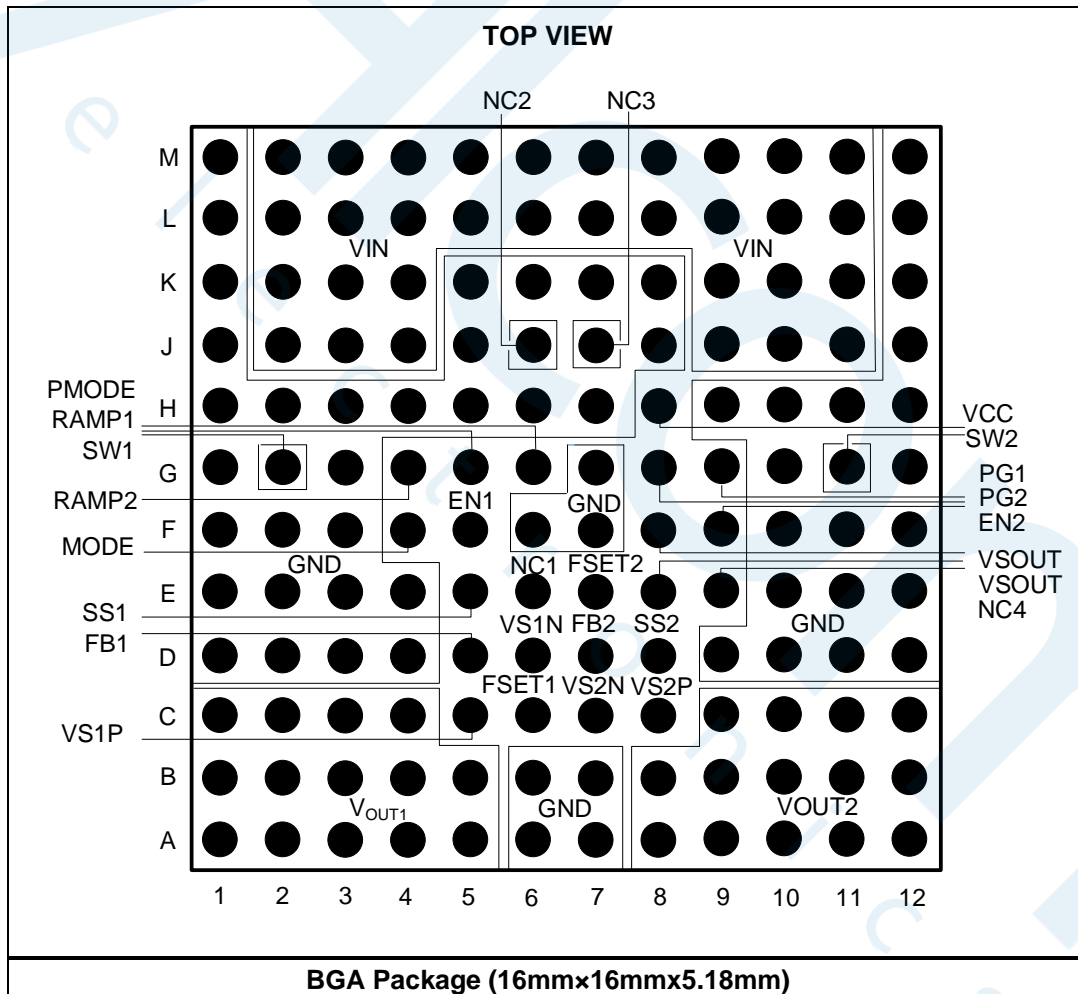 TOP VIEW
NC2 NC3
M
L
VIN VIN
K
J
PMODE
H
RAMP1 VCC
SW1 SW2
G PG1
RAMP2 EN1 GND PG2
F EN2
MODE
GND NC1 FSET2 VSOUT
E VSOUT
SS1 NC4
FB1 VS1N FB2 SS2 GND
D
FSET1 VS2N VS2P
C
VS1P
B
VOUT1 GND VOUT2
A
1 2 3 4 5 6 7 8 9 10 11 12
BGA Package (16mm×16mmx5.18mm)